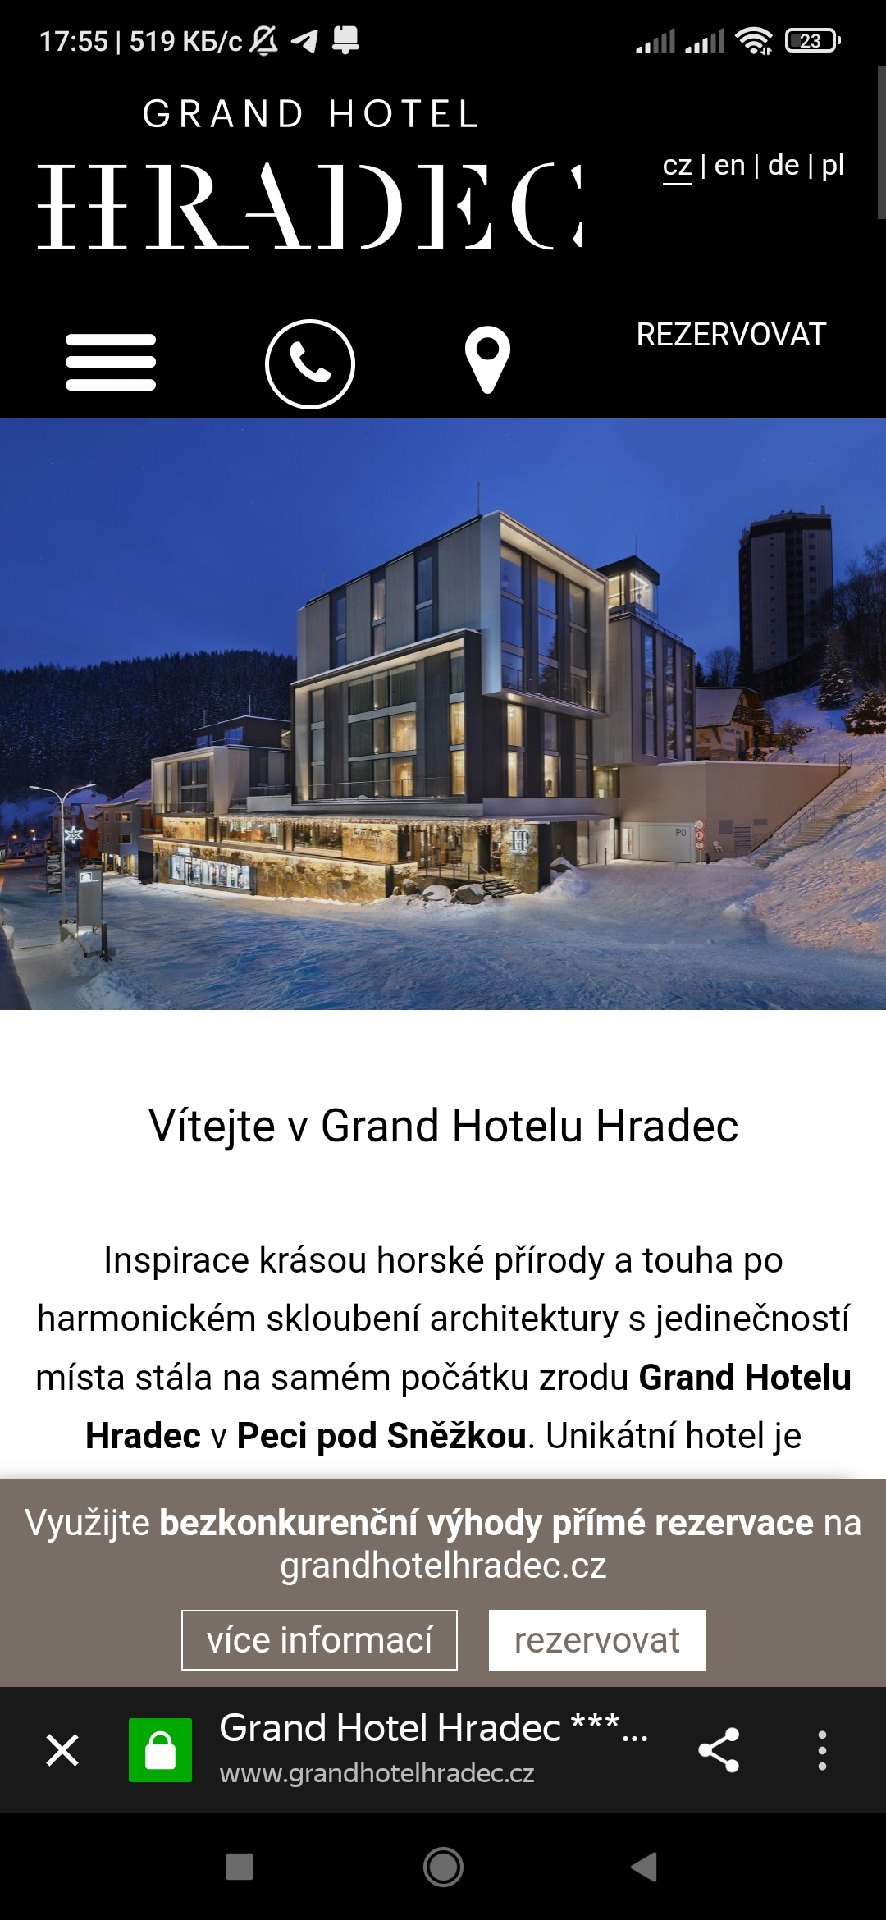 17:55 | 519 КБ/с
23
GRAND HOTEL
HRADEC
cz | en | de | pl
REZERVOVAT
PO
Vítejte v Grand Hotelu Hradec
Inspirace krásou horské přírody a touha po
harmonickém skloubení architektury s jedinečností
místa stála na samém počátku zrodu Grand Hotelu
Hradec v Peci pod Sněžkou. Unikátní hotel je
Využijte bezkonkurenční výhody přímé rezervace na
grandhotelhradec.cz
více informací
rezervovat
Grand Hotel Hradec ***...
www.grandhotelhradec.cz